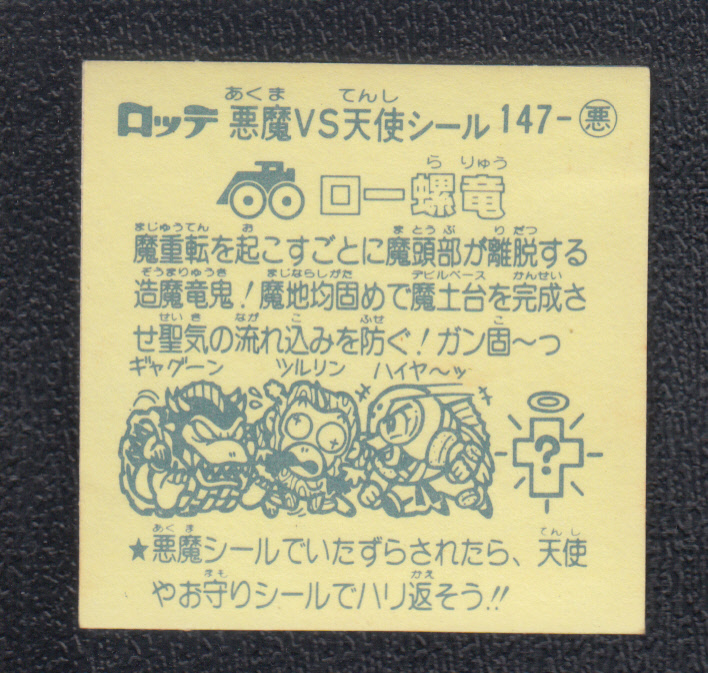 ロッテ 悪魔VS天使シール 147-悪
あくま てんし
ロー螺竜
ら りゅう
魔重転を起こすごとに魔頭部が離脱する
まじゅうてん お まとうぶ りだつ
造魔竜鬼!魔地均固めで魔土台を完成さ
ぞうまりゅうき まじならしがた デビルベース かんせい
せ聖気の流れ込みを防ぐ!ガン固〜つ
せいき なが こ ふせ こ
ギャグーン ツルリン ハイヤ〜ッ
?
★悪魔シールでいたずらされたら、天使
あくま てんし
やお守りシールでハリ返そう!!
まも かえ